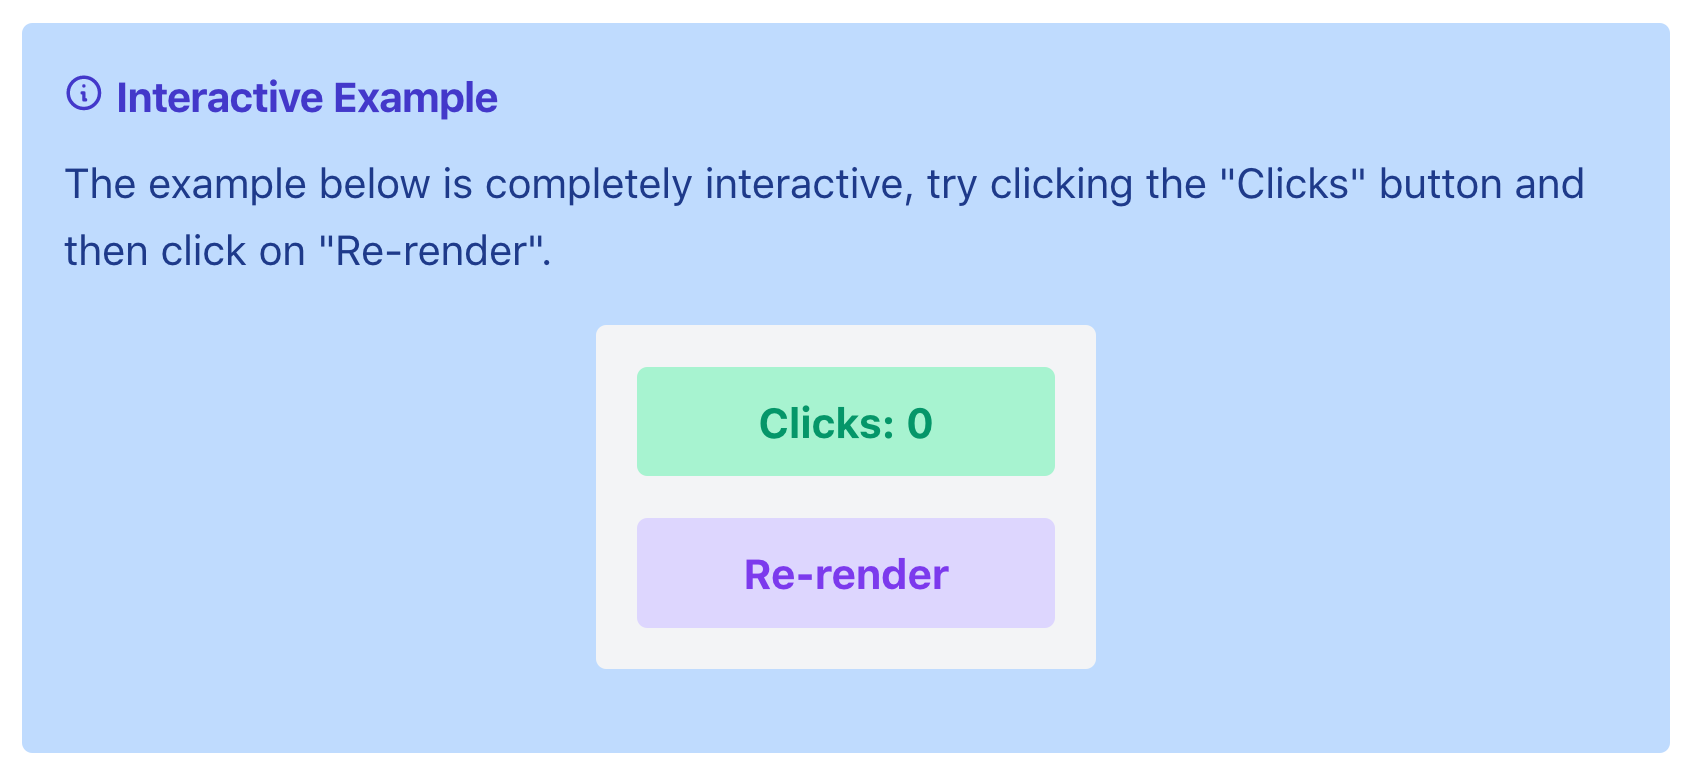 Interactive Example
The example below is completely interactive, try clicking the "Clicks" button and
then click on "Re-render".
Clicks: 0
Re-render